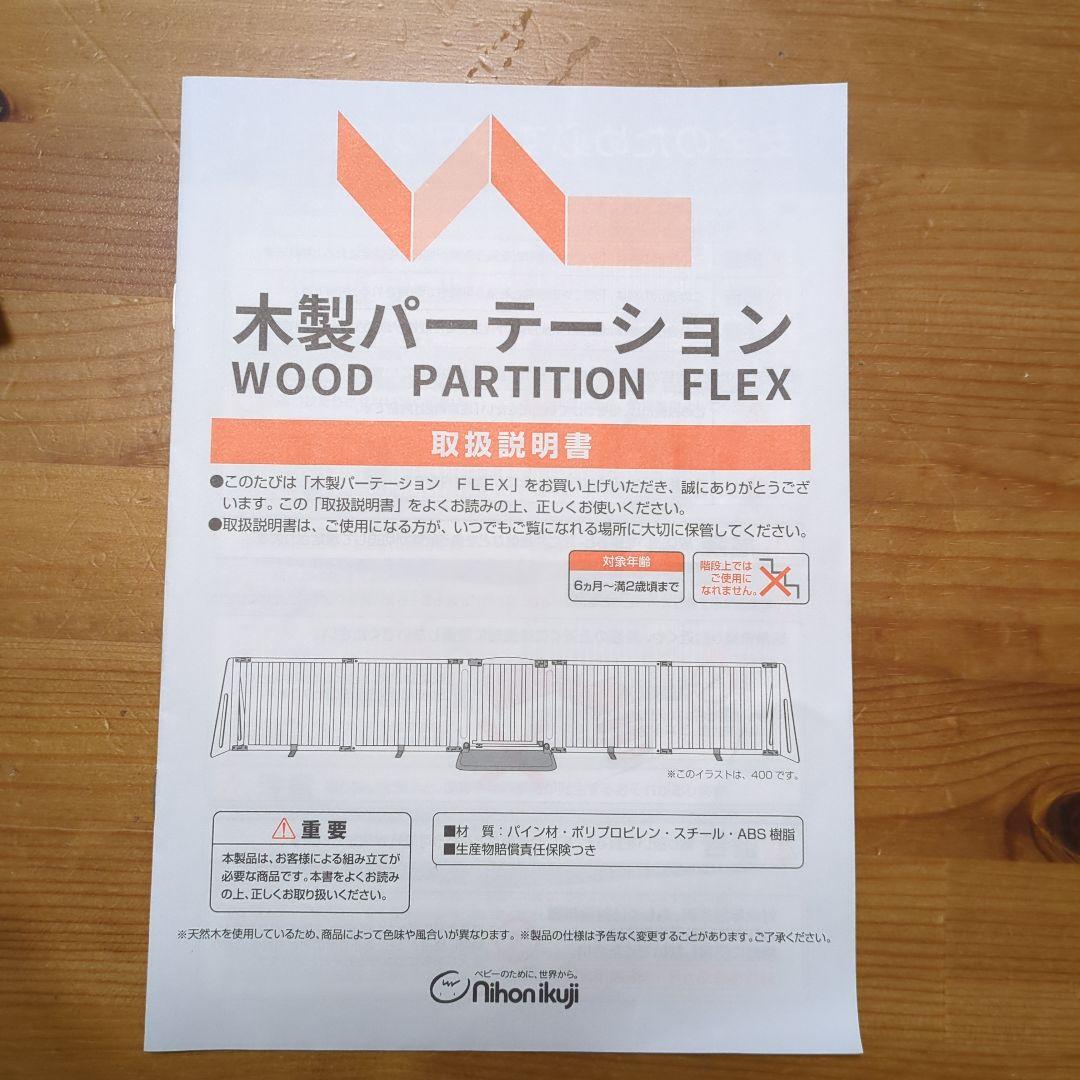 木製パーテーション
WOOD PARTITION FLEX
取扱説明書
●このたびは「木製パーテーション FLEX」をお買い上げいただき、誠にありがとうござ
います。この「取扱説明書」をよくお読みの上、正しくお使いください。
●取扱説明書は、ご使用になる方が、いつでもご覧になれる場所に大切に保管してください。
対象年齢
6ヵ月〜満2歳頃まで
階段上では
ご使用に
なれません。
※このイラストは、400です。
重要
本製品は、お客様による組み立てが
必要な商品です。本書をよくお読み
の上、正しくお取り扱いください。
■材 質：パイン材・ポリプロピレン・スチール・ABS樹脂
■生産物賠償責任保険つき
※天然木を使用しているため、商品によって色味や風合いが異なります。※製品の仕様は予告なく変更することがあります。ご了承ください。
ベビーのために、世界から。
nihonikuji